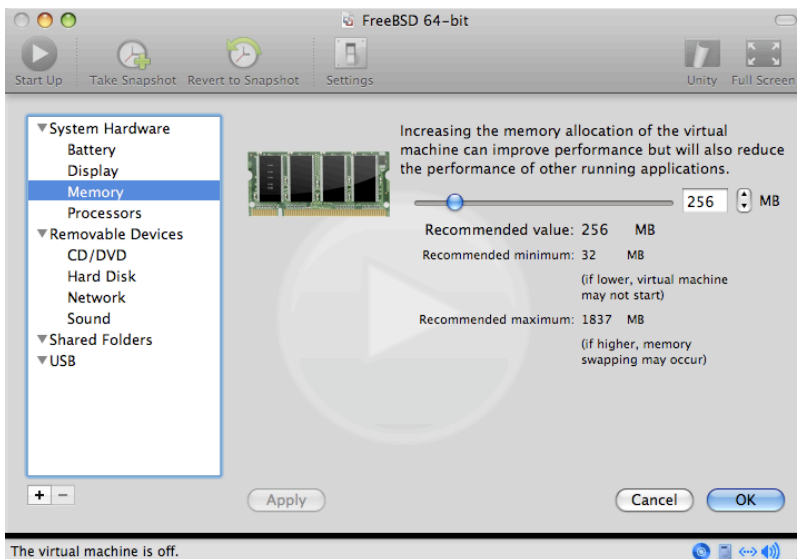 FreeBSD 64-bit
Start Up
Take Snapshot
Revert to Snapshot
Settings
Unity
Full Screen
System Hardware
Battery
Display
Memory
Processors
Removable Devices
CD/DVD
Hard Disk
Network
Sound
Shared Folders
USB
Increasing the memory allocation of the virtual
machine can improve performance but will also reduce
the performance of other running applications.
256 MB
Recommended value: 256 MB
Recommended minimum: 32 MB
(if lower, virtual machine
may not start)
Recommended maximum: 1837 MB
(if higher, memory
swapping may occur)
+ −
Apply
Cancel
OK
The virtual machine is off.